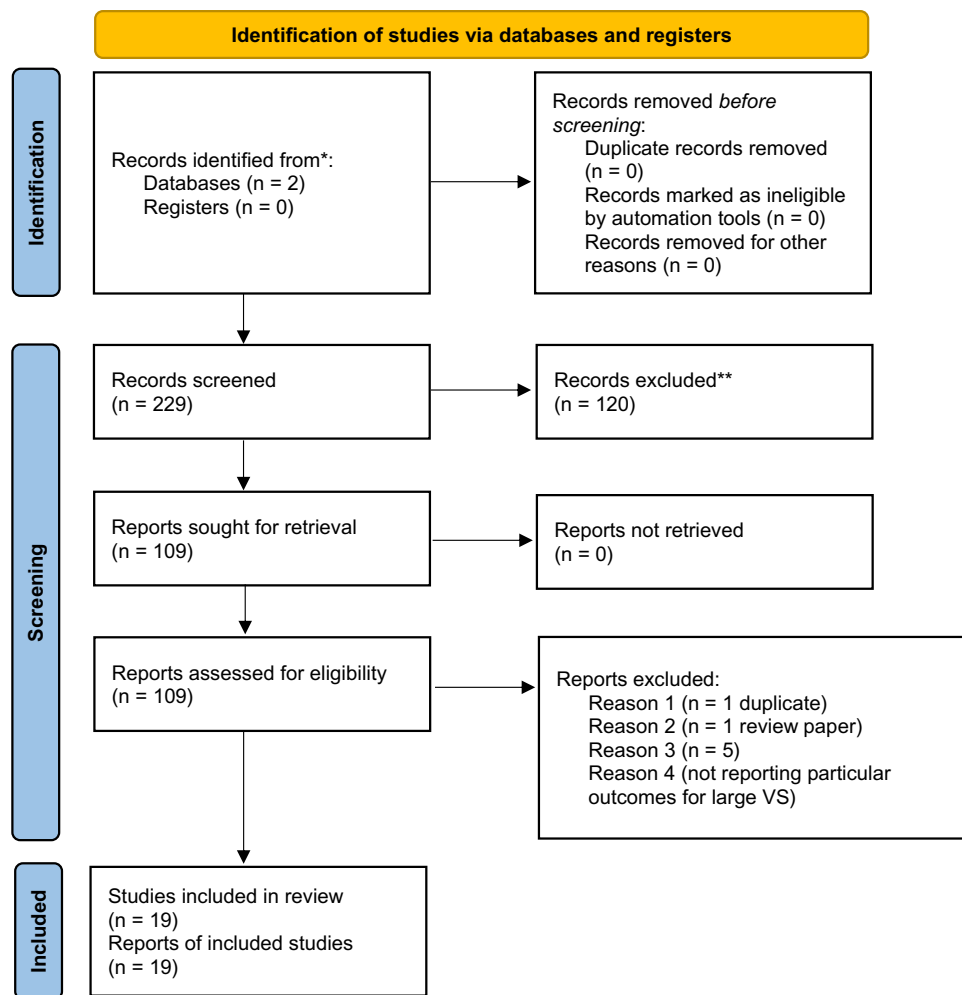 Identification of studies via databases and registers
Identification
Records identified from*:
Databases (n = 2)
Registers (n = 0)
Records removed before
screening:
Duplicate records removed
(n = 0)
Records marked as ineligible
by automation tools (n = 0)
Records removed for other
reasons (n = 0)
Screening
Records screened
(n = 229)
Records excluded**
(n = 120)
Reports sought for retrieval
(n = 109)
Reports not retrieved
(n = 0)
Reports assessed for eligibility
(n = 109)
Reports excluded:
Reason 1 (n = 1 duplicate)
Reason 2 (n = 1 review paper)
Reason 3 (n = 5)
Reason 4 (not reporting particular
outcomes for large VS)
Included
Studies included in review
(n = 19)
Reports of included studies
(n = 19)